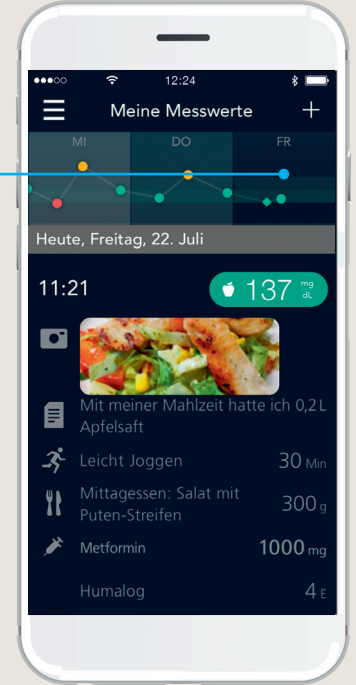 12:24
Meine Messwerte
MI DO FR
Heute, Freitag, 22. Juli
11:21 137 mg dL
Mit meiner Mahlzeit hatte ich 0,2 L
Apfelsaft
Leicht Joggen 30 Min
Mittagessen: Salat mit
Puten-Streifen 300 g
Metformin 1000 mg
Humalog 4 E